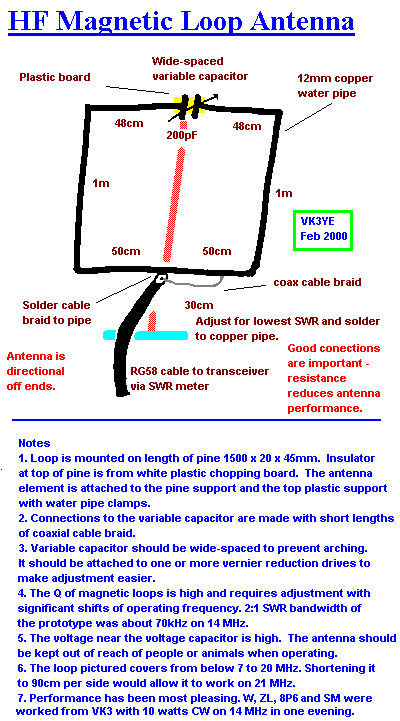 HF Magnetic Loop Antenna
Wide-spaced
variable capacitor
Plastic board
12mm copper
water pipe
48cm
48cm
200pF
1m
1m
VK3YE
Feb 2000
50cm
50cm
coax cable braid
Solder cable
braid to pipe
30cm
Adjust for lowest SWR and solder
to copper pipe.
Antenna is
directional
off ends.
RG58 cable to transceiver
via SWR meter
Good conections
are important -
resistance
reduces antenna
performance.
Notes
1. Loop is mounted on length of pine 1500 x 20 x 45mm. Insulator
at top of pine is from white plastic chopping board. The antenna
element is attached to the pine support and the top plastic support
with water pipe clamps.
2. Connections to the variable capacitor are made with short lengths
of coaxial cable braid.
3. Variable capacitor should be wide-spaced to prevent arching.
It should be attached to one or more vernier reduction drives to
make adjustment easier.
4. The Q of magnetic loops is high and requires adjustment with
significant shifts of operating frequency. 2:1 SWR bandwidth of
the prototype was about 70kHz on 14 MHz.
5. The voltage near the voltage capacitor is high. The antenna should
be kept out of reach of people or animals when operating.
6. The loop pictured covers from below 7 to 20 MHz. Shortening it
to 90cm per side would allow it to work on 21 MHz.
7. Performance has been most pleasing. W, ZL, 8P6 and SM were
worked from VK3 with 10 watts CW on 14 MHz in one evening.